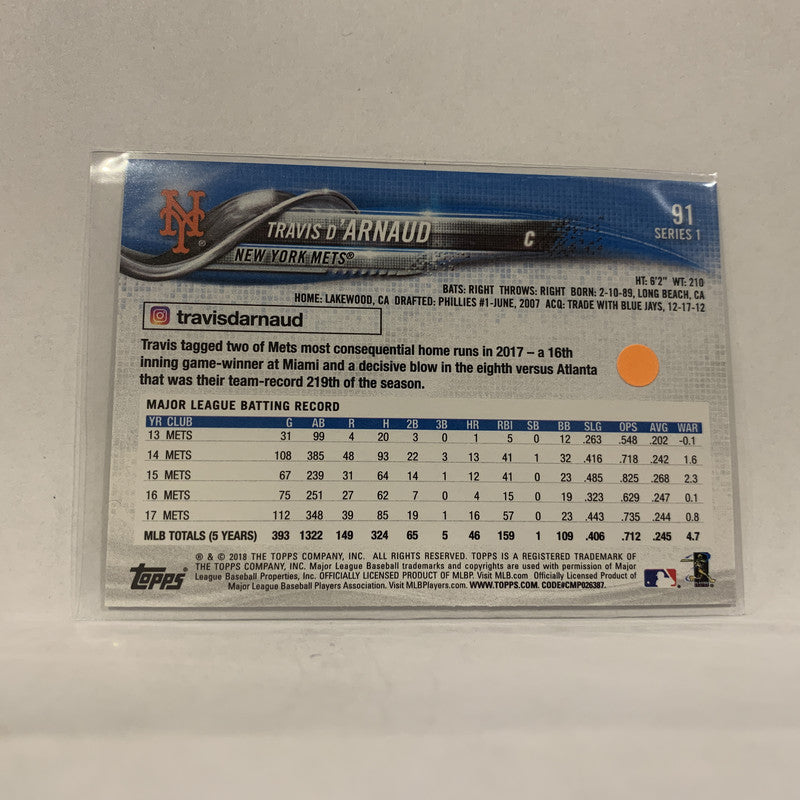 NY
91
SERIES 1
TRAVIS D'ARNAUD C
NEW YORK METS®
HT: 6'2" WT: 210
BATS: RIGHT THROWS: RIGHT BORN: 2-10-89, LONG BEACH, CA
HOME: LAKEWOOD, CA DRAFTED: PHILLIES #1-JUNE, 2007 ACQ: TRADE WITH BLUE JAYS, 12-17-12
travisdarnaud
Travis tagged two of Mets most consequential home runs in 2017 – a 16th
inning game-winner at Miami and a decisive blow in the eighth versus Atlanta
that was their team-record 219th of the season.
MAJOR LEAGUE BATTING RECORD
YR CLUB G AB R H 2B 3B HR RBI SB BB SLG OPS AVG WAR
13 METS 31 99 4 20 3 0 1 5 0 12 .263 .548 .202 -0.1
14 METS 108 385 48 93 22 3 13 41 1 32 .416 .718 .242 1.6
15 METS 67 239 31 64 14 1 12 41 0 23 .485 .825 .268 2.3
16 METS 75 251 27 62 7 0 4 15 0 19 .323 .629 .247 0.1
17 METS 112 348 39 85 19 1 16 57 0 23 .443 .735 .244 0.8
MLB TOTALS (5 YEARS) 393 1322 149 324 65 5 46 159 1 109 .406 .712 .245 4.7
® & © 2018 THE TOPPS COMPANY, INC. ALL RIGHTS RESERVED. TOPPS IS A REGISTERED TRADEMARK OF
THE TOPPS COMPANY, INC. Major League Baseball trademarks and copyrights are used with permission of Major
League Baseball Properties, Inc. OFFICIALLY LICENSED PRODUCT OF MLBP. Visit MLB.com Officially Licensed Product of
Major League Baseball Players Association. Visit MLBPlayers.com. WWW.TOPPS.COM. CODE#CMP026387.
Topps